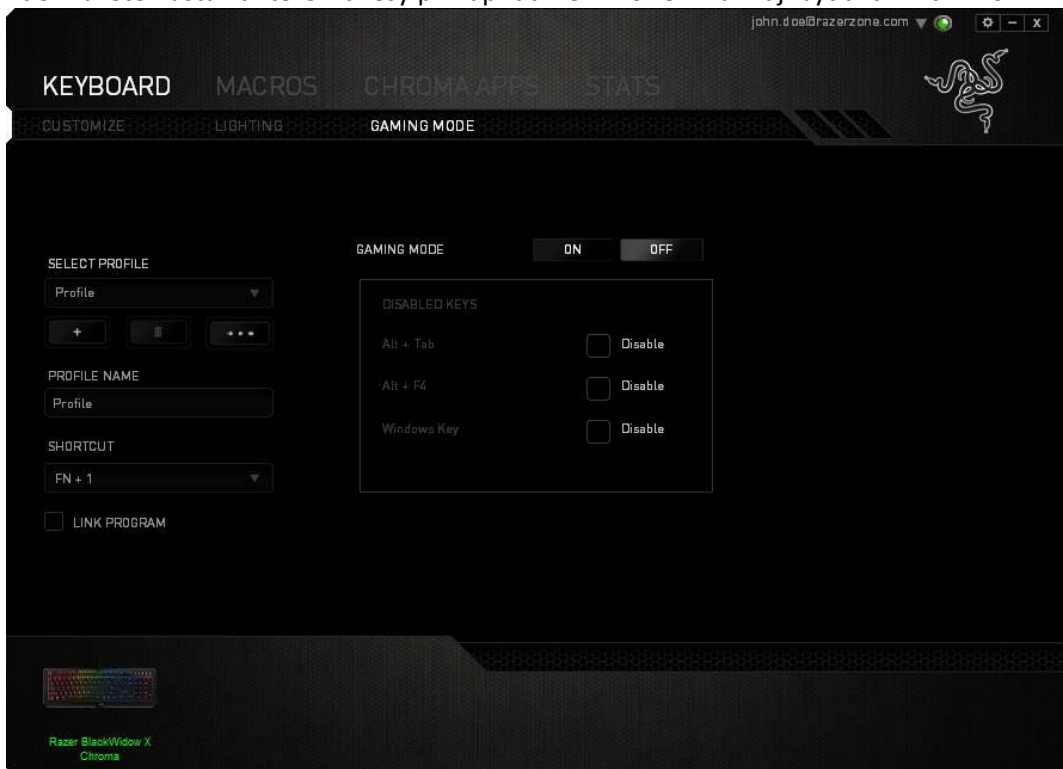 john.doe@razerzone.com
KEYBOARD MACROS CHROMA APPS STATS
CUSTOMIZE LIGHTING GAMING MODE
SELECT PROFILE
Profile
PROFILE NAME
Profile
SHORTCUT
FN + 1
LINK PROGRAM
GAMING MODE ON OFF
DISABLED KEYS
Alt + Tab Disable
Alt + F4 Disable
Windows Key Disable
Razer BlackWidow X
Chroma